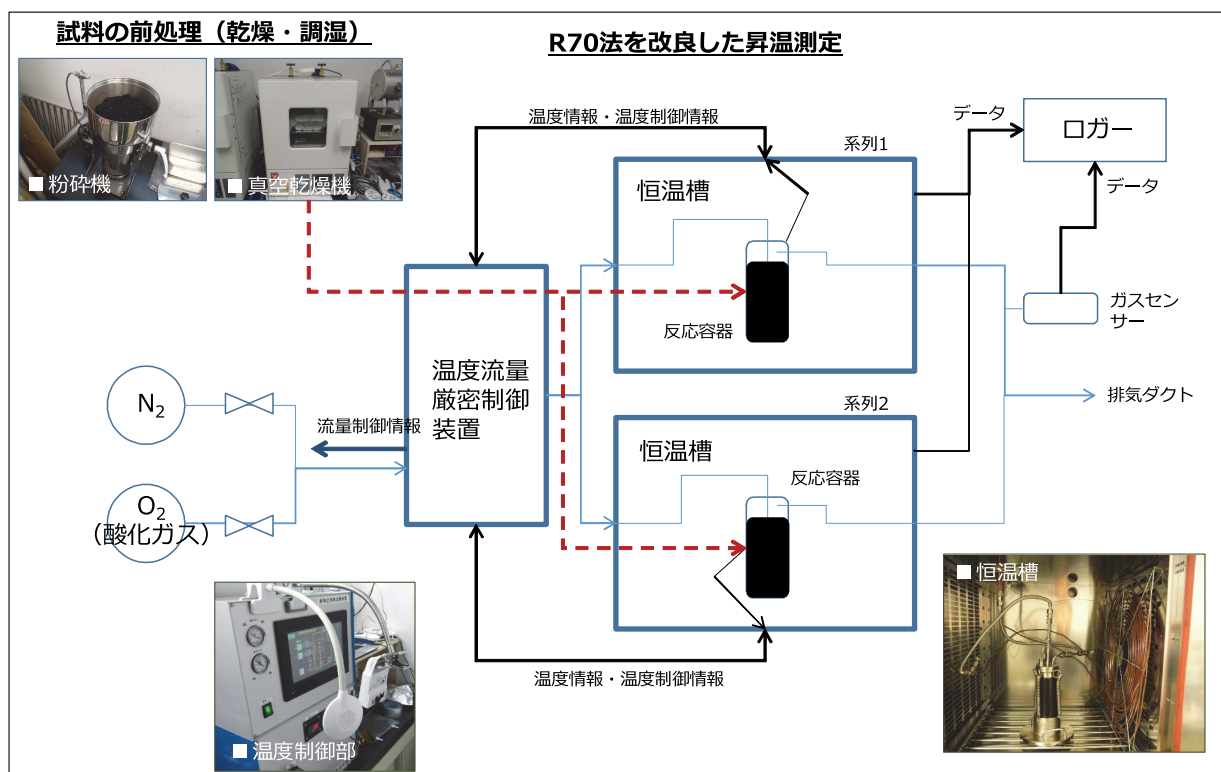 試料の前処理（乾燥・調湿）
R70法を改良した昇温測定
■ 粉砕機
■ 真空乾燥機
温度情報・温度制御情報
系列1
データ
ロガー
恒温槽
データ
反応容器
ガスセン
サー
温度流量
厳密制御
装置
N2
流量制御情報
排気ダクト
系列2
恒温槽
反応容器
O2
（酸化ガス）
■ 恒温槽
温度情報・温度制御情報
■ 温度制御部